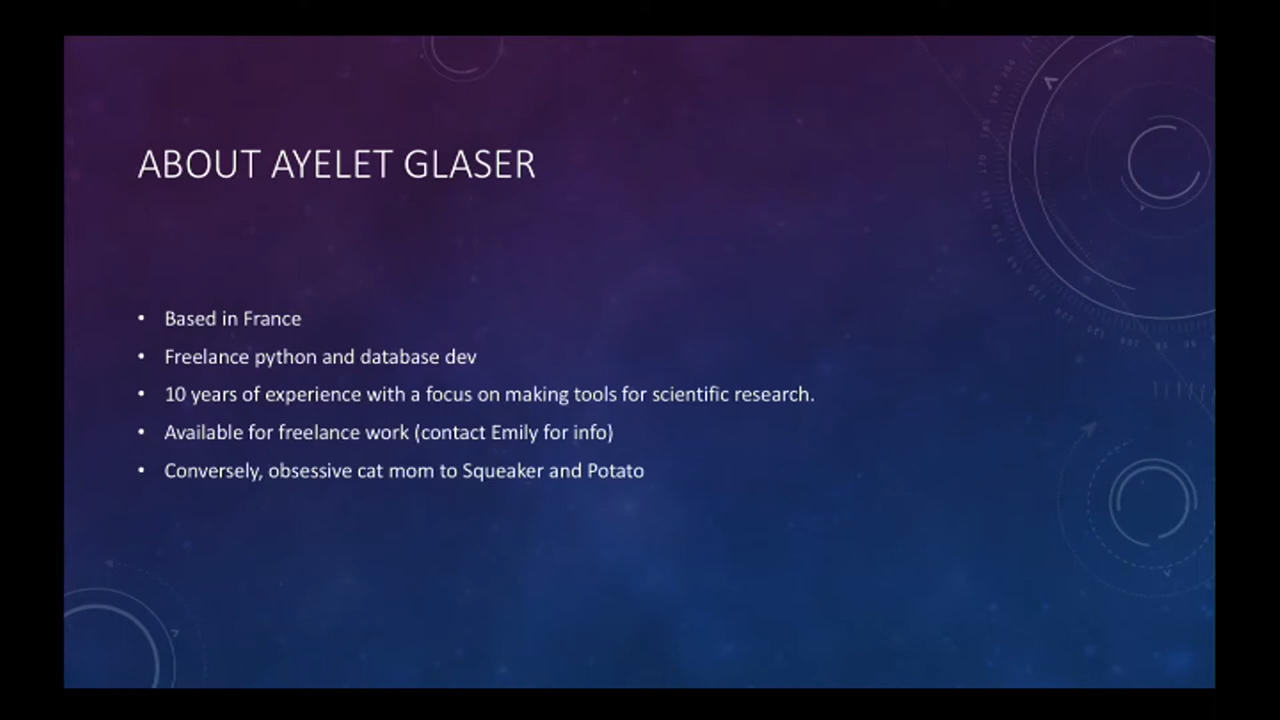 ABOUT AYELET GLASER
• Based in France
• Freelance python and database dev
• 10 years of experience with a focus on making tools for scientific research.
• Available for freelance work (contact Emily for info)
• Conversely, obsessive cat mom to Squeaker and Potato